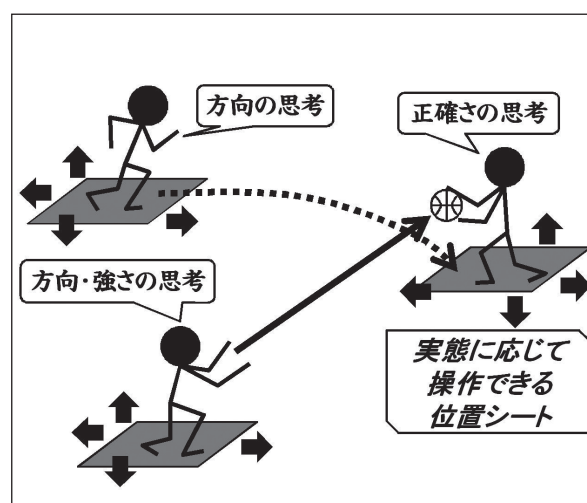 方向の思考
正確さの思考
方向・強さの思考
実態に応じて
操作できる
位置シート